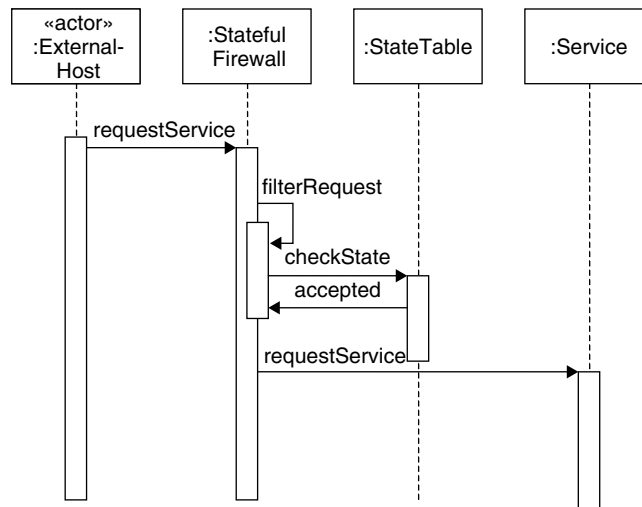 «actor»
:External-
Host
:Stateful
Firewall
:StateTable
:Service
requestService
filterRequest
checkState
accepted
requestService